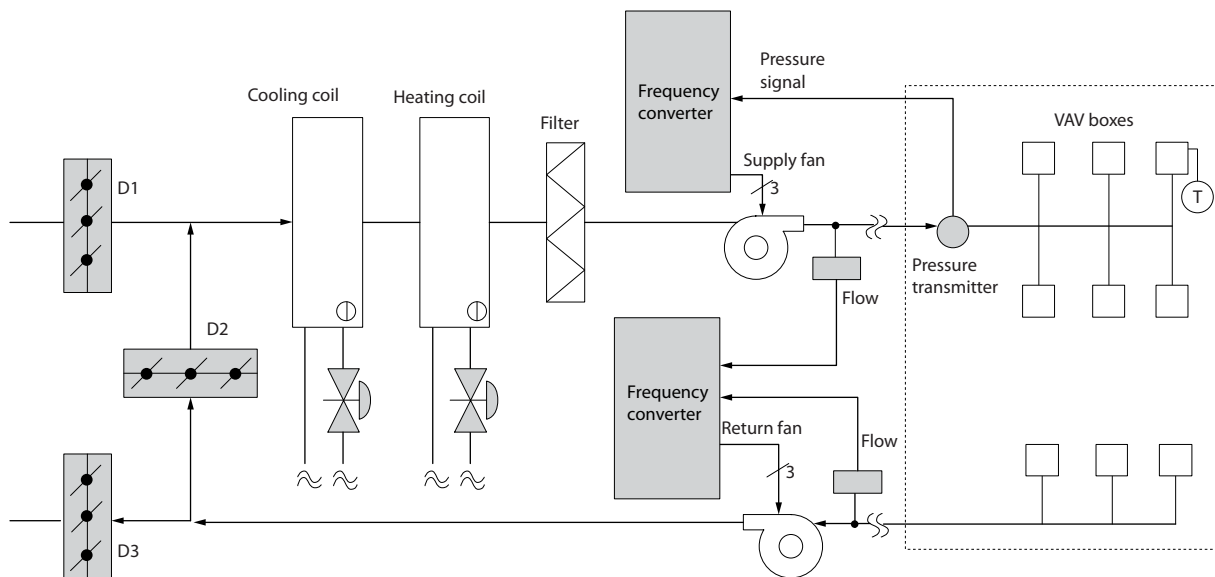 Pressure
signal
Cooling coil
Heating coil
Frequency
converter
VAV boxes
Filter
Supply fan
3
D1
T
Pressure
transmitter
Flow
D2
Frequency
converter
Return fan
Flow
3
D3